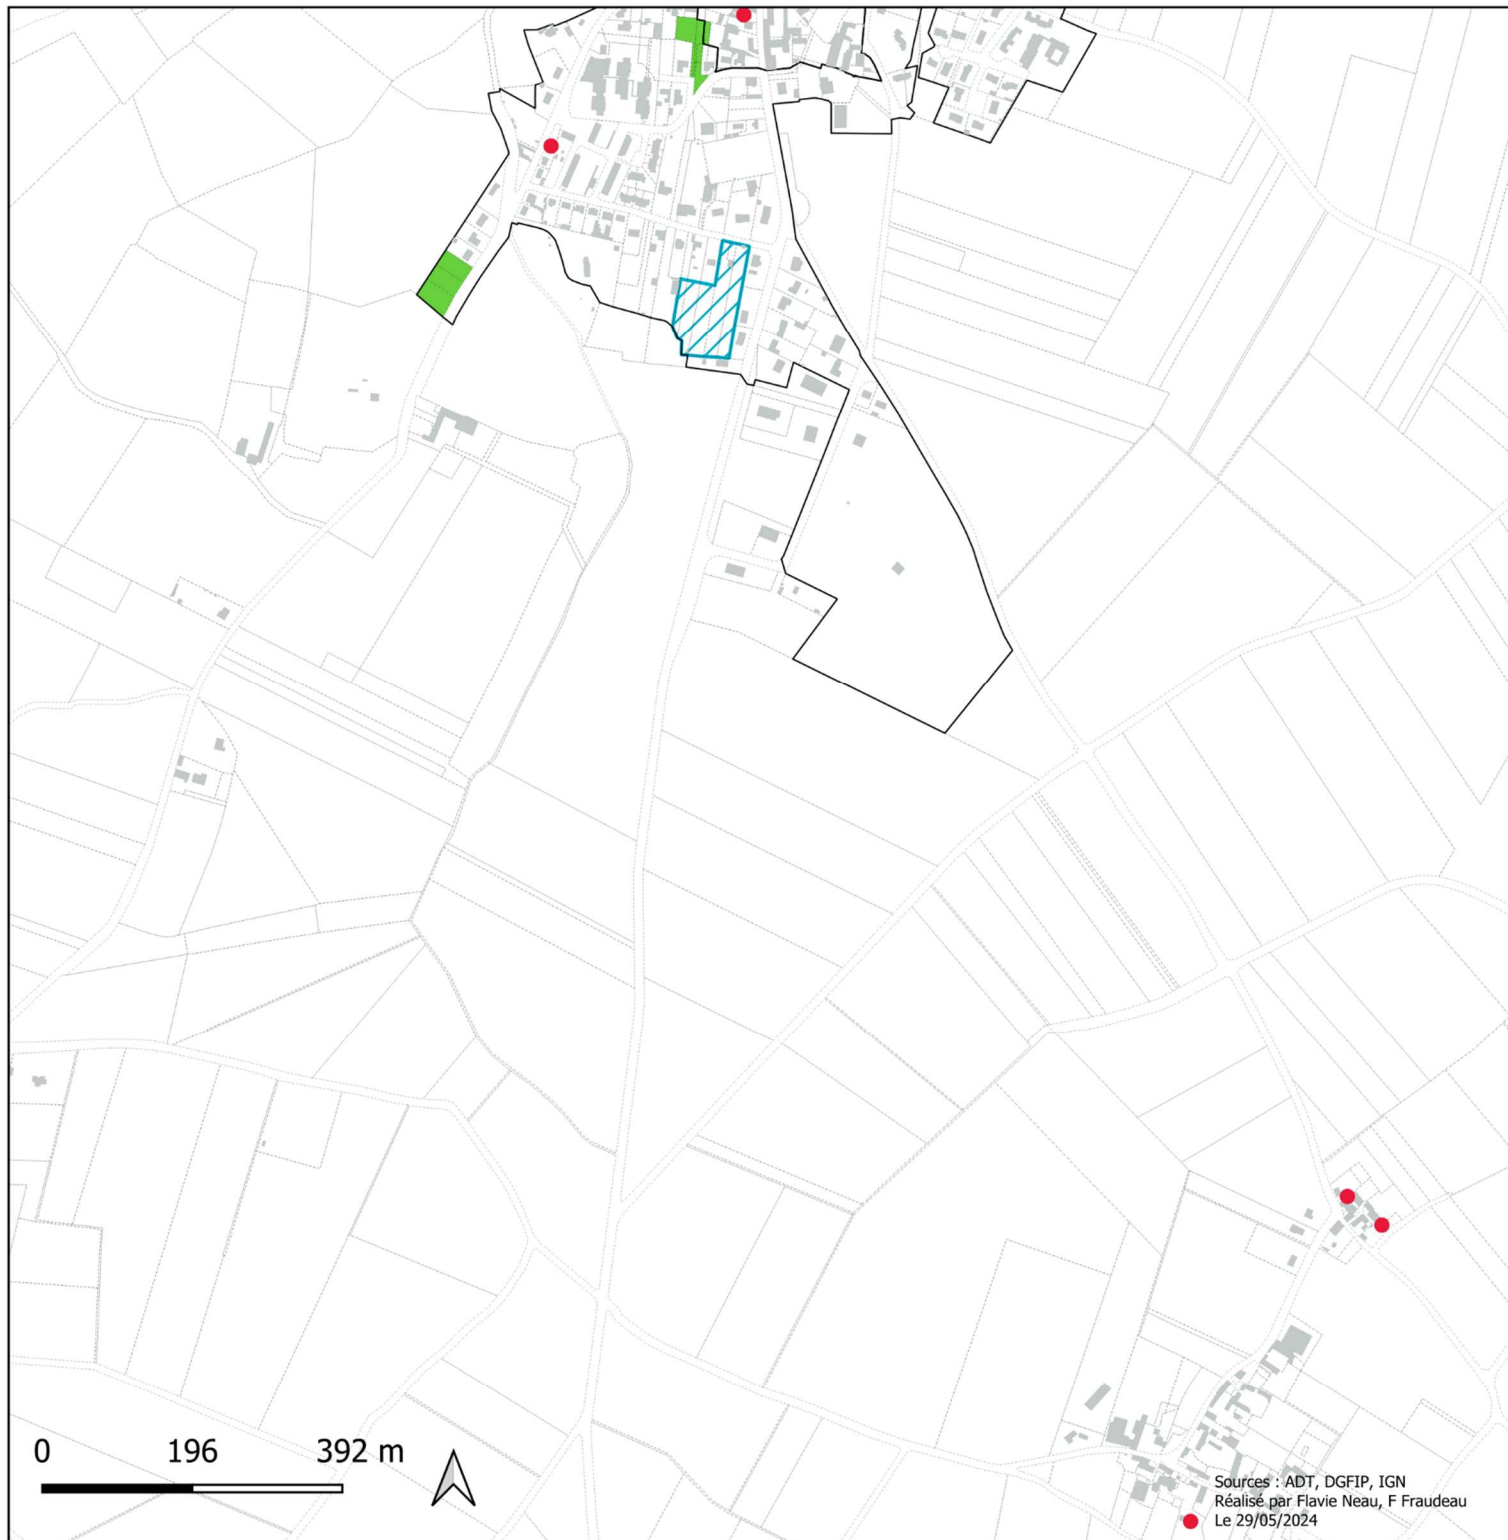 0 196 392 m
Sources : ADT, DGFIP, IGN
Réalisé par Flavie Neau, F Fraudeau
Le 29/05/2024